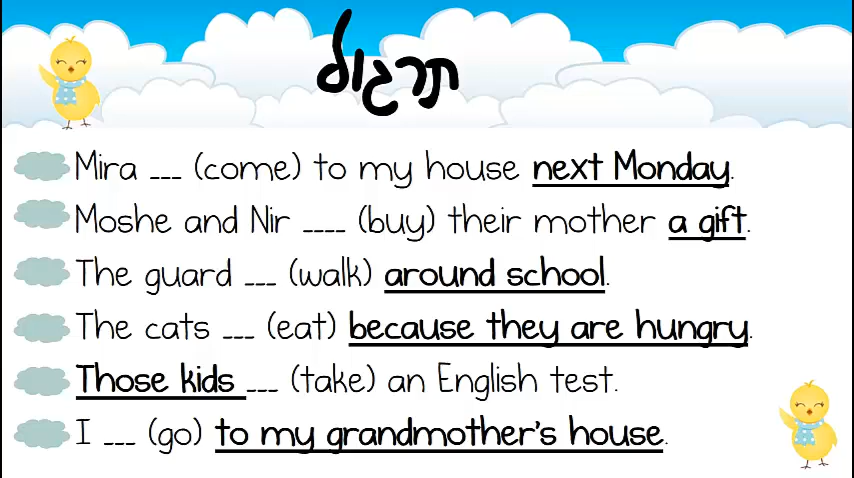 תרגול
Mira ___ (come) to my house next Monday.
Moshe and Nir ____ (buy) their mother a gift.
The guard ___ (walk) around school.
The cats ___ (eat) because they are hungry.
Those kids ___ (take) an English test.
I ___ (go) to my grandmother's house.